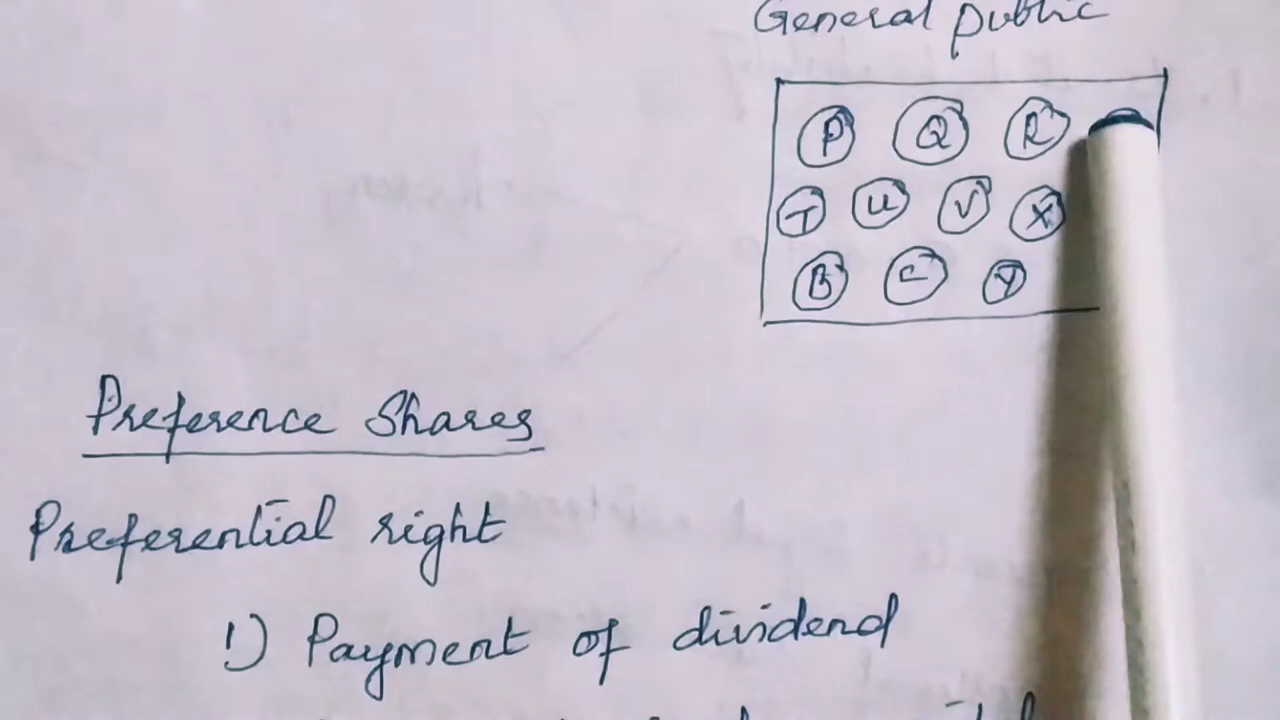 General public
P Q R
T U V X
B C Y
Preference Shares
Preferential right
1) Payment of dividend